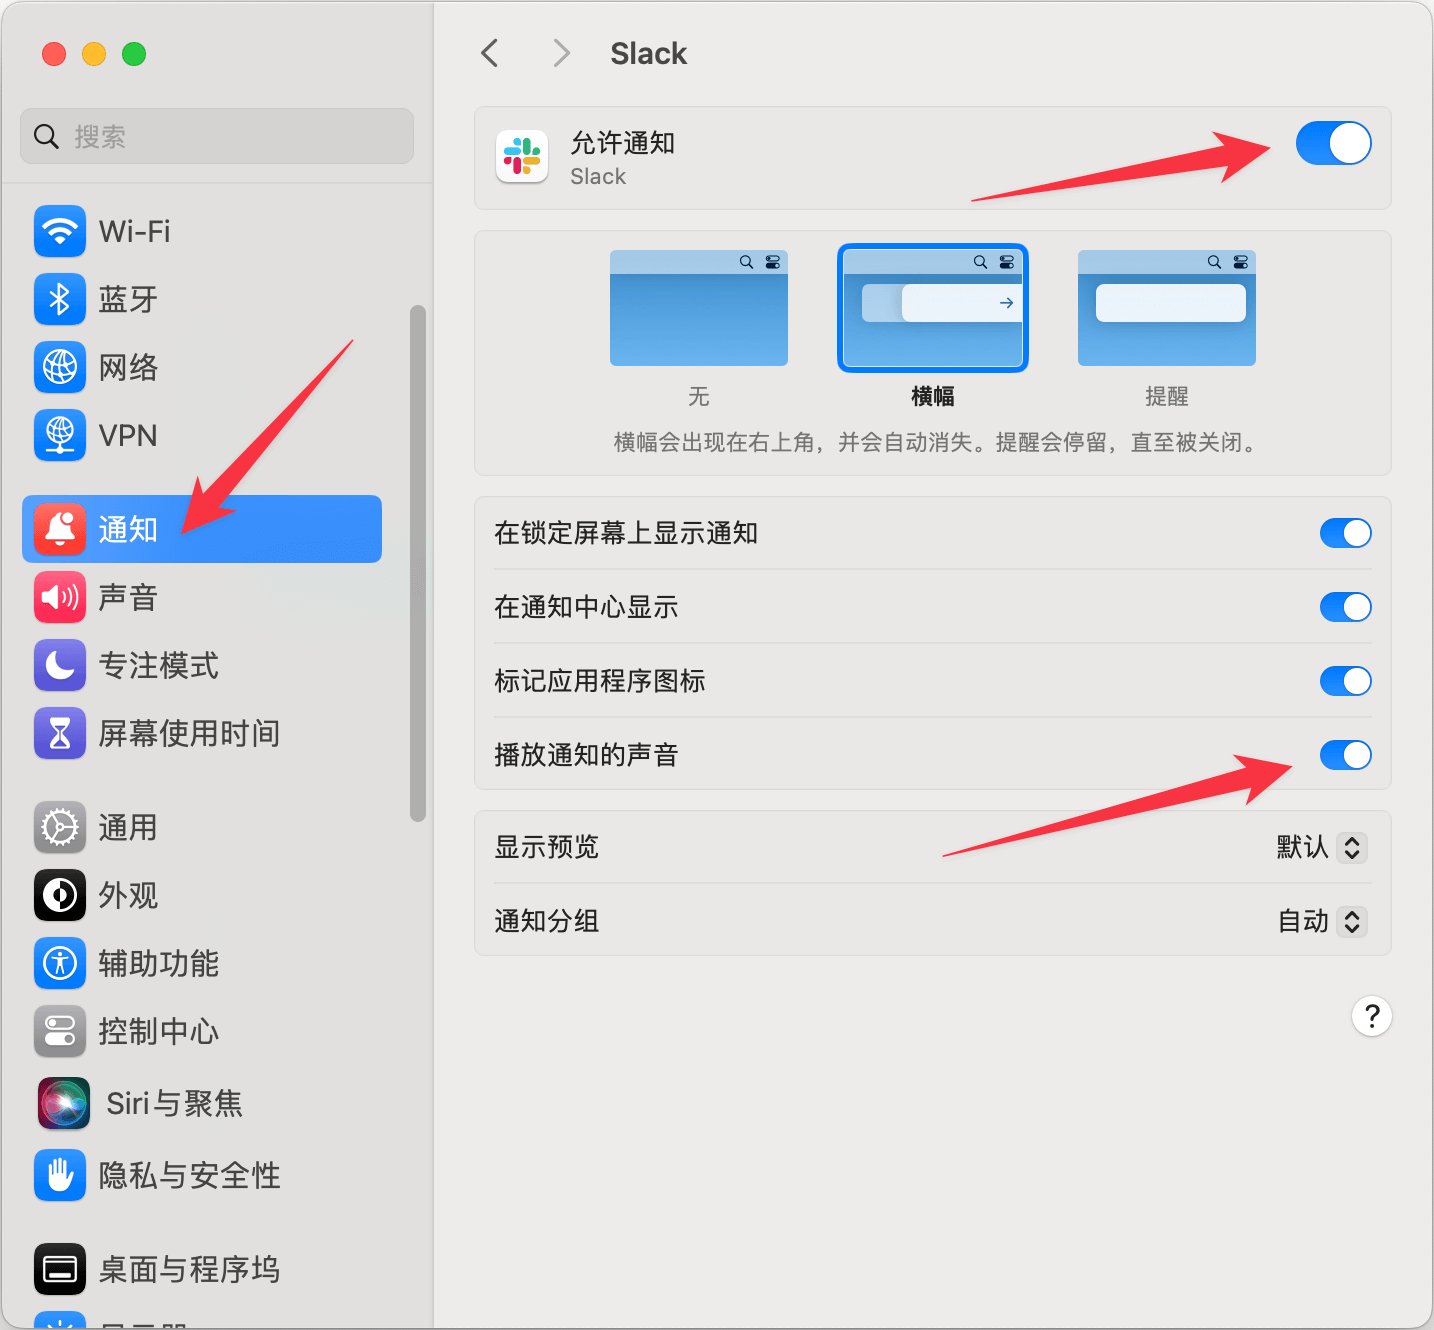 搜索
Wi-Fi
蓝牙
网络
VPN
通知
声音
专注模式
屏幕使用时间
通用
外观
辅助功能
控制中心
Siri与聚焦
隐私与安全性
桌面与程序坞
Slack
允许通知
Slack
无
横幅
提醒
横幅会出现在右上角，并会自动消失。提醒会停留，直至被关闭。
在锁定屏幕上显示通知
在通知中心显示
标记应用程序图标
播放通知的声音
显示预览 默认
通知分组 自动
?